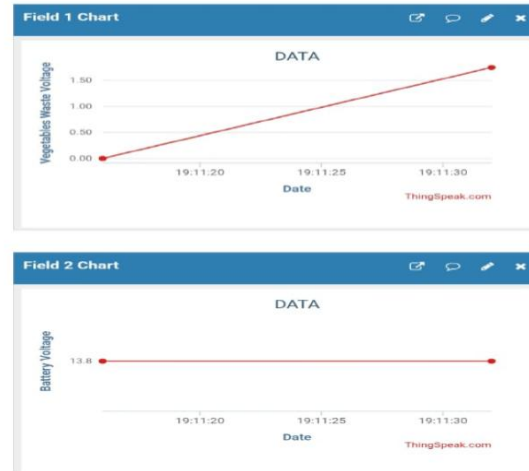 Field 1 Chart
DATA
Vegetables Waste Voltage
1.50
1.00
0.50
0.00
19:11:20 19:11:25 19:11:30
Date
ThingSpeak.com
Field 2 Chart
DATA
Battery Voltage
13.8
19:11:20 19:11:25 19:11:30
Date
ThingSpeak.com